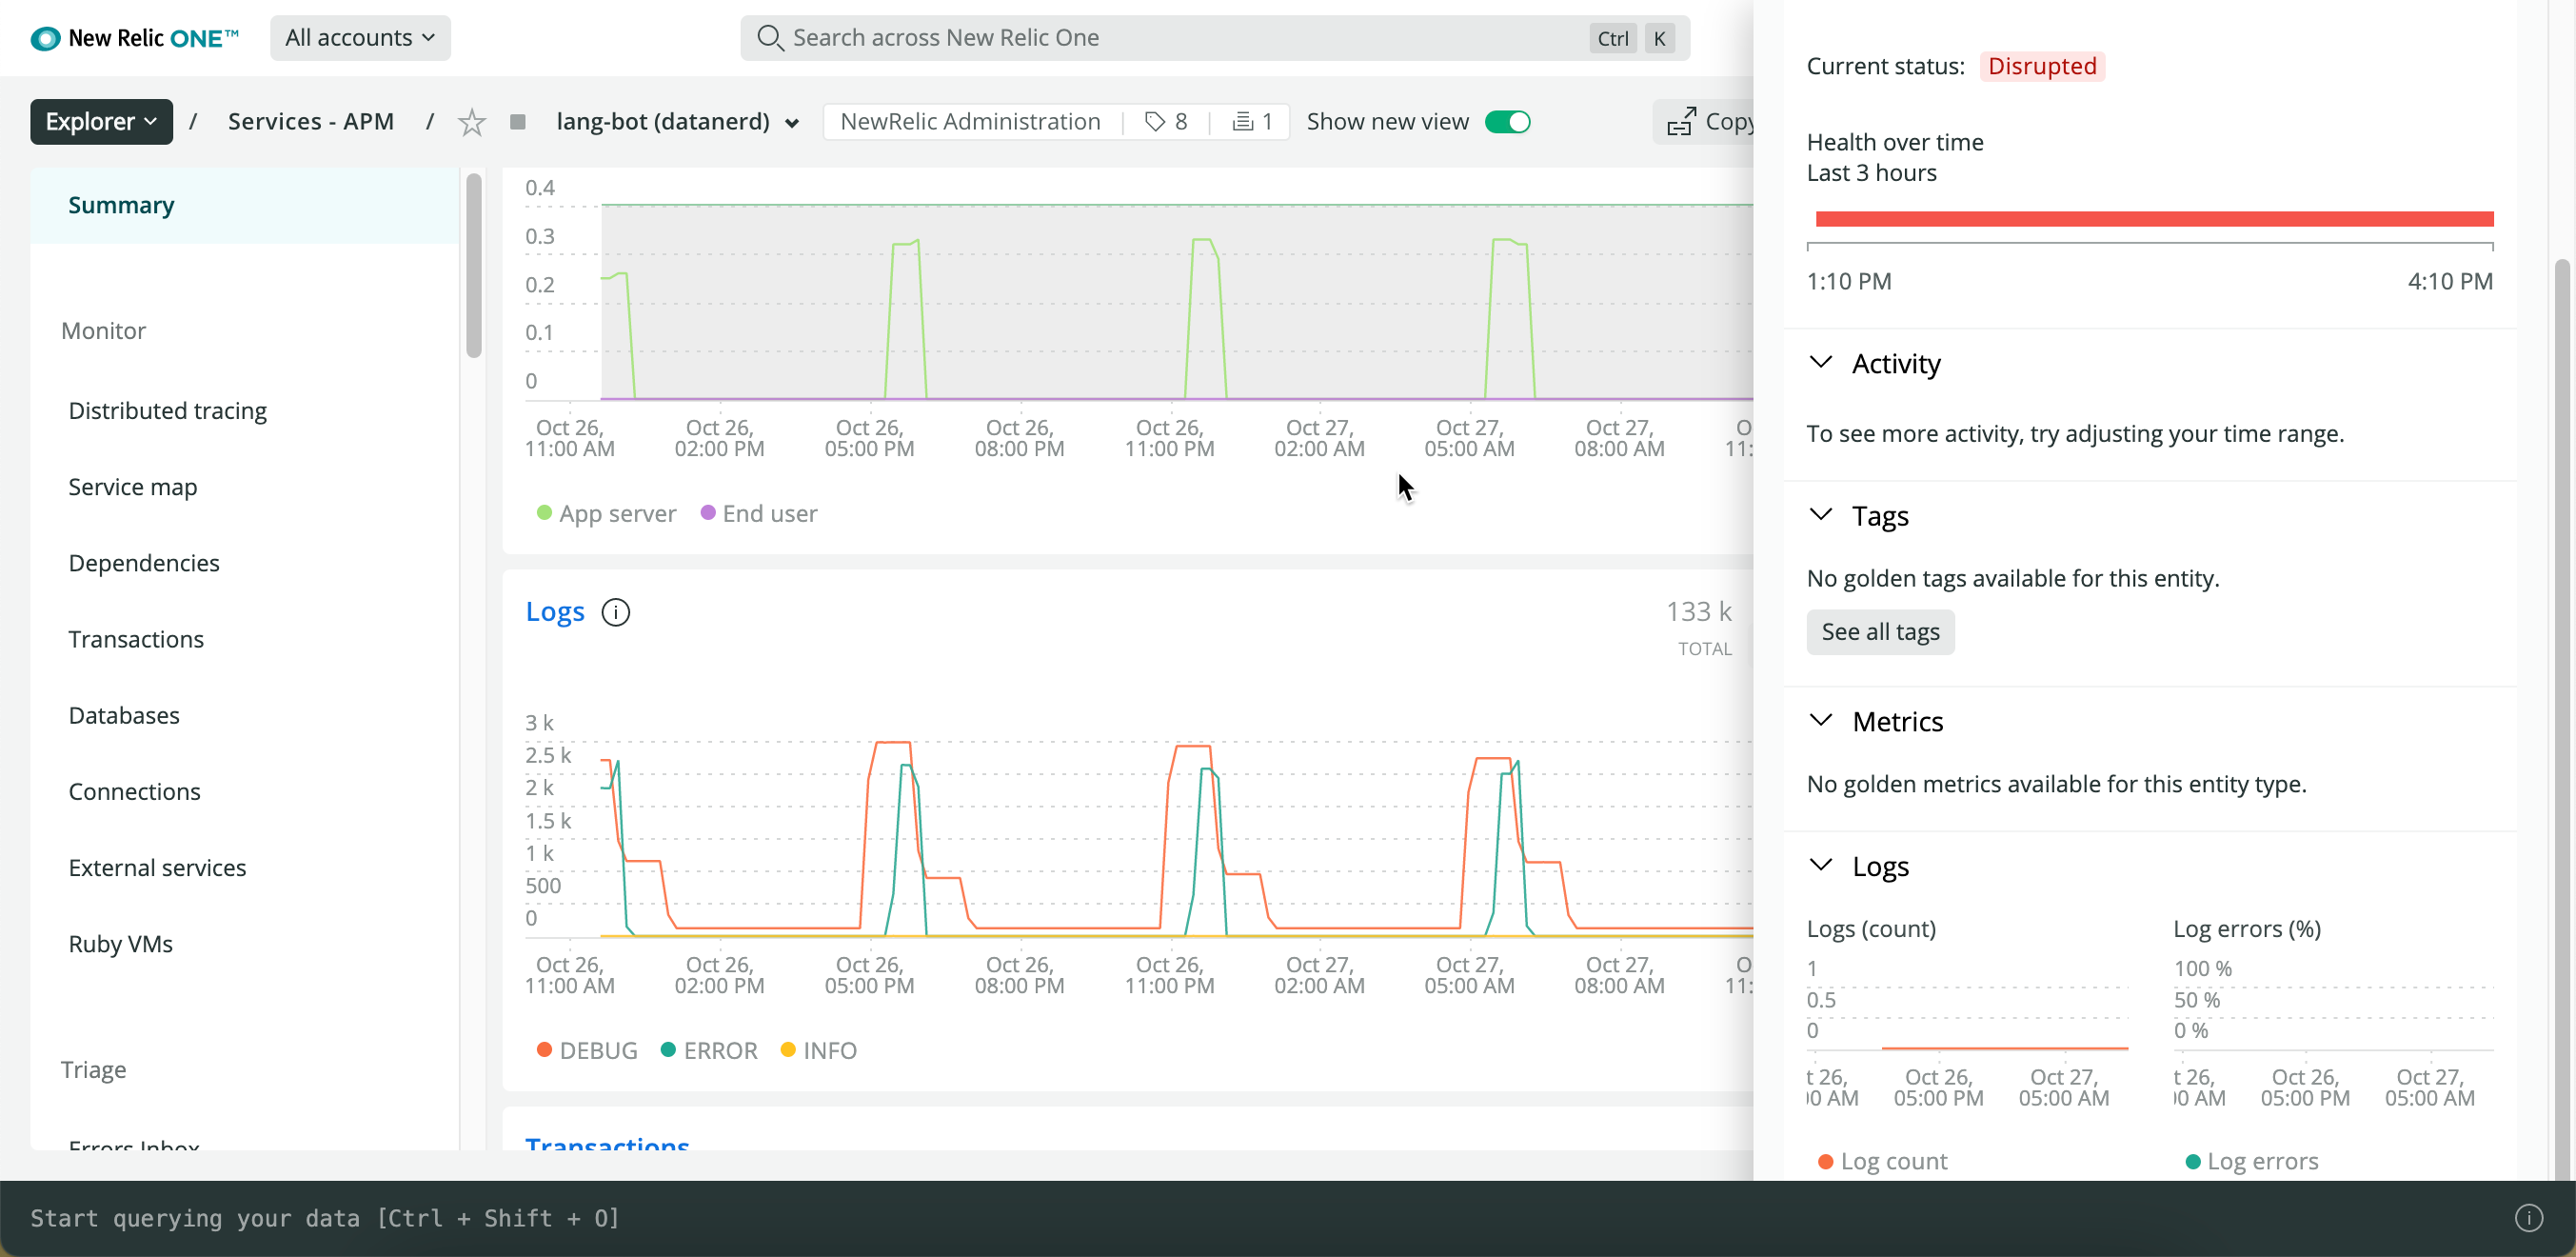 New Relic ONE™
All accounts
Search across New Relic One
Ctrl K
Explorer / Services - APM / lang-bot (datanerd)
NewRelic Administration 8 1
Show new view
Copy
Summary
Monitor
Distributed tracing
Service map
Dependencies
Transactions
Databases
Connections
External services
Ruby VMs
Triage
Errors Inbox
0.4
0.3
0.2
0.1
0
Oct 26, Oct 26, Oct 26, Oct 26, Oct 26, Oct 27, Oct 27, Oct 27, O
11:00 AM 02:00 PM 05:00 PM 08:00 PM 11:00 PM 02:00 AM 05:00 AM 08:00 AM 11:
App server End user
Logs
133 k
TOTAL
3 k
2.5 k
2 k
1.5 k
1 k
500
0
Oct 26, Oct 26, Oct 26, Oct 26, Oct 26, Oct 27, Oct 27, Oct 27, O
11:00 AM 02:00 PM 05:00 PM 08:00 PM 11:00 PM 02:00 AM 05:00 AM 08:00 AM 11:
DEBUG ERROR INFO
Transactions
Current status: Disrupted
Health over time
Last 3 hours
1:10 PM 4:10 PM
Activity
To see more activity, try adjusting your time range.
Tags
No golden tags available for this entity.
See all tags
Metrics
No golden metrics available for this entity type.
Logs
Logs (count)
1
0.5
0
t 26, Oct 26, Oct 27,
00 AM 05:00 PM 05:00 AM
Log count
Log errors (%)
100 %
50 %
0 %
t 26, Oct 26, Oct 27,
00 AM 05:00 PM 05:00 AM
Log errors
Start querying your data [Ctrl + Shift + O]